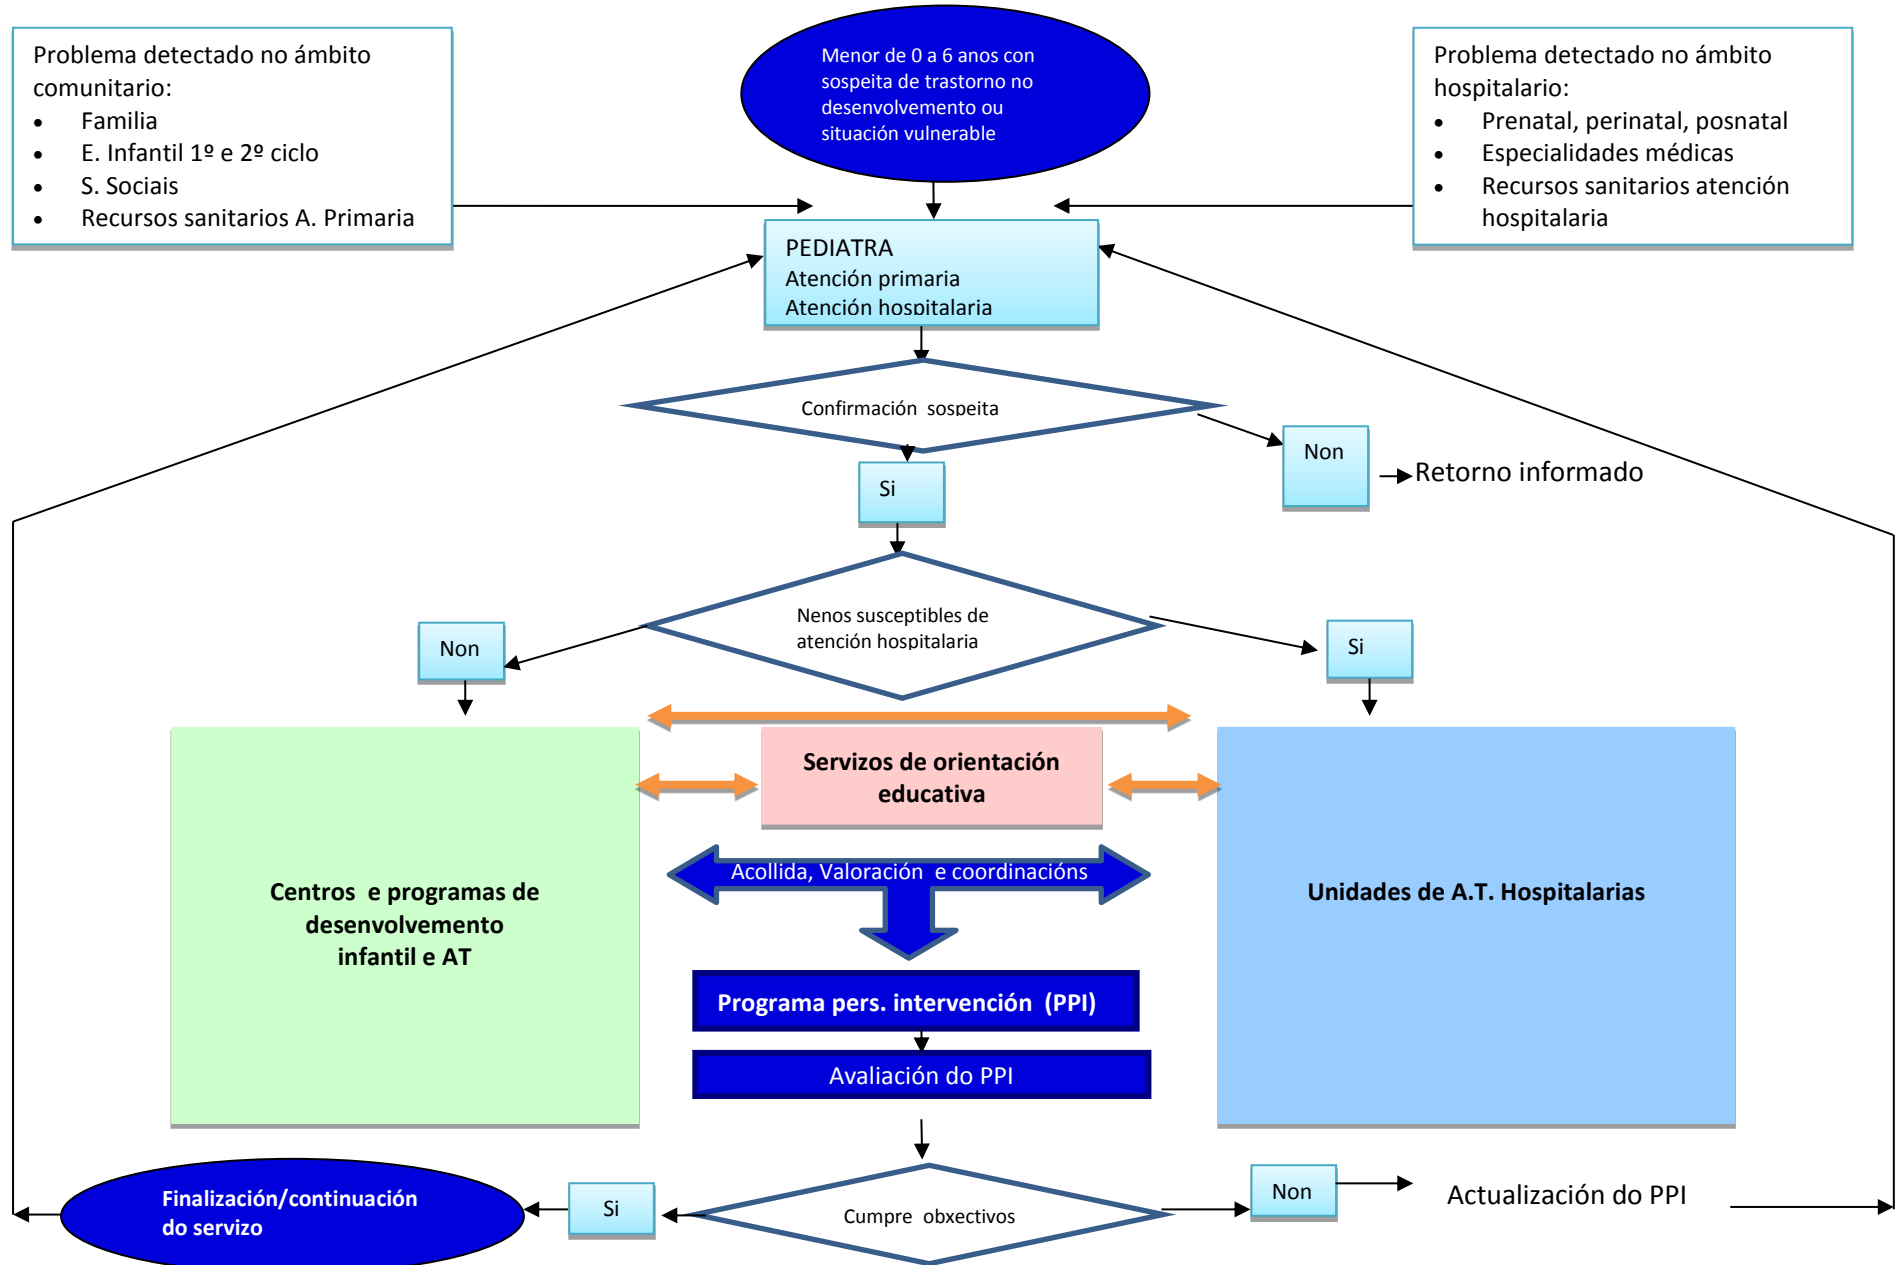 Problema detectado no ámbito
comunitario:
• Familia
• E. Infantil 1º e 2º ciclo
• S. Sociais
• Recursos sanitarios A. Primaria
Menor de 0 a 6 anos con
sospeita de trastorno no
desenvolvemento ou
situación vulnerable
Problema detectado no ámbito
hospitalario:
• Prenatal, perinatal, posnatal
• Especialidades médicas
• Recursos sanitarios atención
hospitalaria
PEDIATRA
Atención primaria
Atención hospitalaria
Confirmación sospeita
Non
Retorno informado
Si
Nenos susceptibles de
atención hospitalaria
Non
Si
Servizos de orientación
educativa
Acollida, Valoración e coordinacións
Centros e programas de
desenvolvemento
infantil e AT
Unidades de A.T. Hospitalarias
Programa pers. intervención (PPI)
Avaliación do PPI
Finalización/continuación
do servizo
Si
Cumpre obxectivos
Non
Actualización do PPI